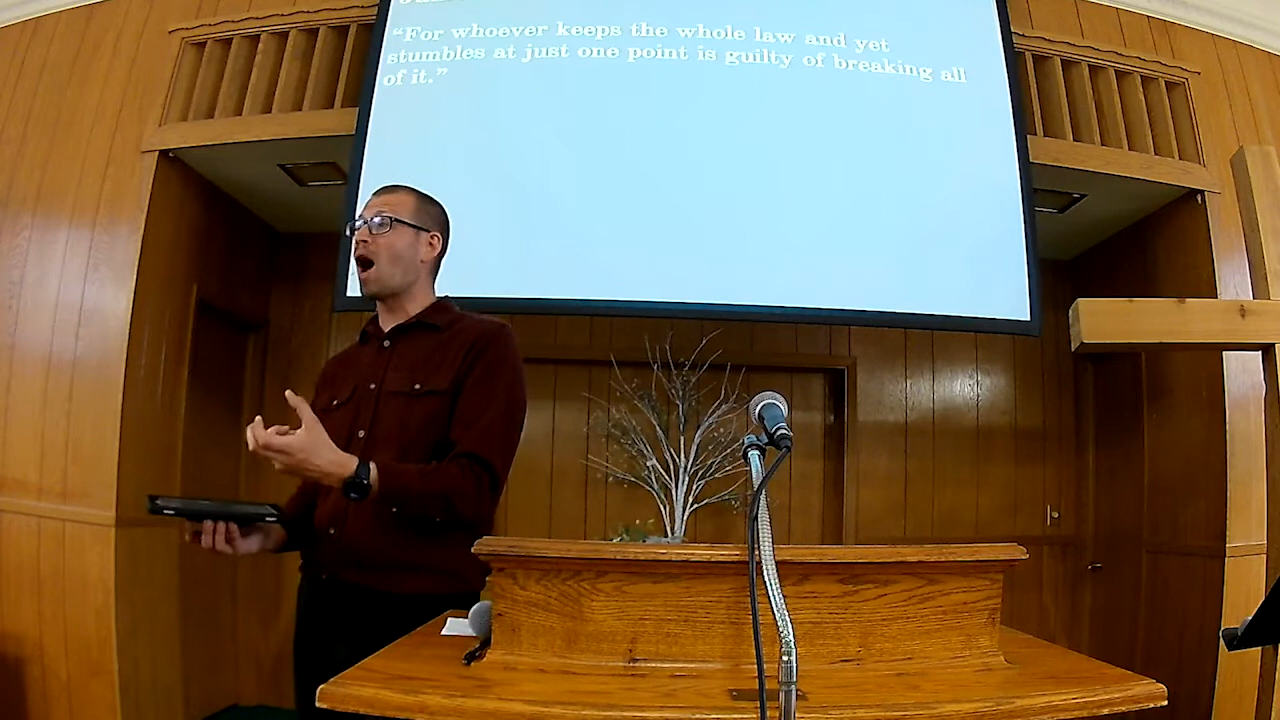 “For whoever keeps the whole law and yet
stumbles at just one point is guilty of breaking all
of it.”